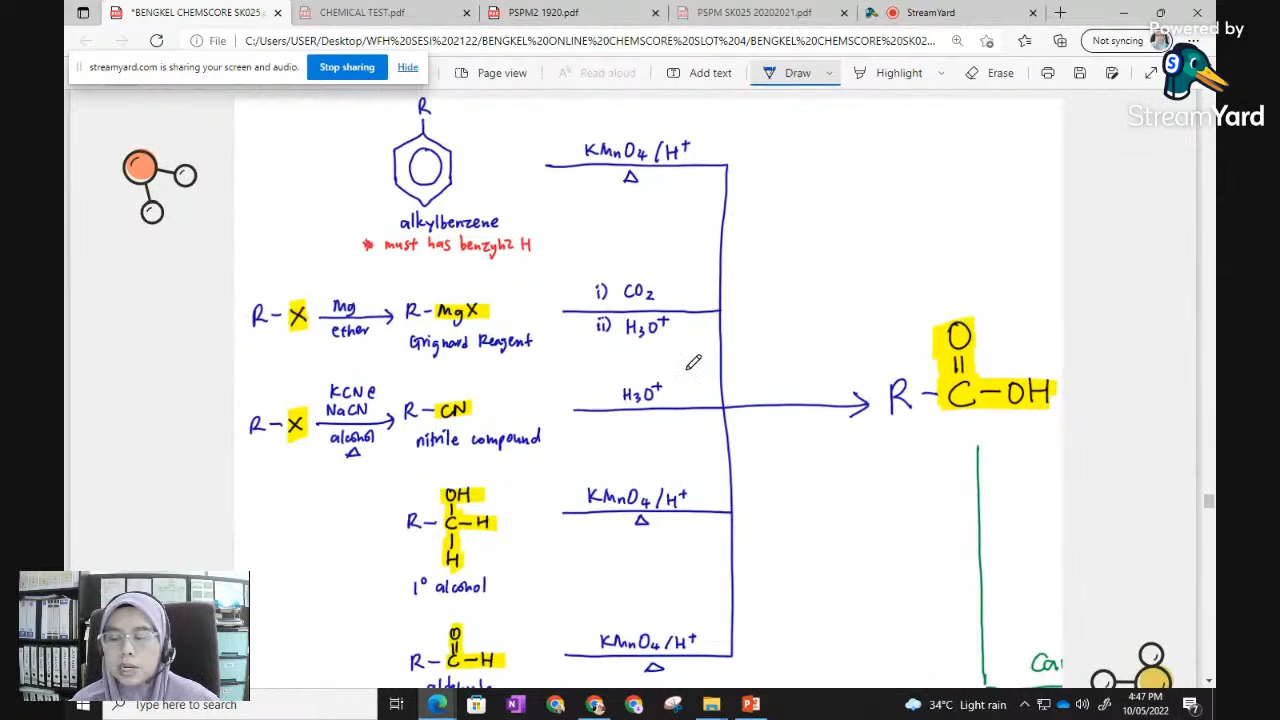 *BENGKEL CHEMSCORE SK025
CHEMICAL TEST.pdf
PSPM2 1920.pdf
PSPM SK025 20202021.pdf
StreamYard
File
C:/Users/USER/Desktop/WFH%20SESI%...BENGKEL%20ONLINE%20CHEMSCORE%20SLOT%204/BENGKEL%20CHEMSCORE%20SK02...
Not syncing
Powered by
StreamYard
streamyard.com is sharing your screen and audio.
Stop sharing
Hide
Page view
Read aloud
Add text
Draw
Highlight
Erase
R
KMnO4/H+
Δ
alkylbenzene
* must has benzylic H
R-X
Mg
ether
R-MgX
Grignard Reagent
i) CO2
ii) H3O+
R-X
KCN@
NaCN
alcohol
Δ
R-CN
nitrile compound
H3O+
O
||
R-C-OH
OH
R-C-H
H
1° alcohol
KMnO4/H+
Δ
O
R-C-H
KMnO4/H+
Δ
Type here to search
34°C Light rain
4:47 PM
10/05/2022